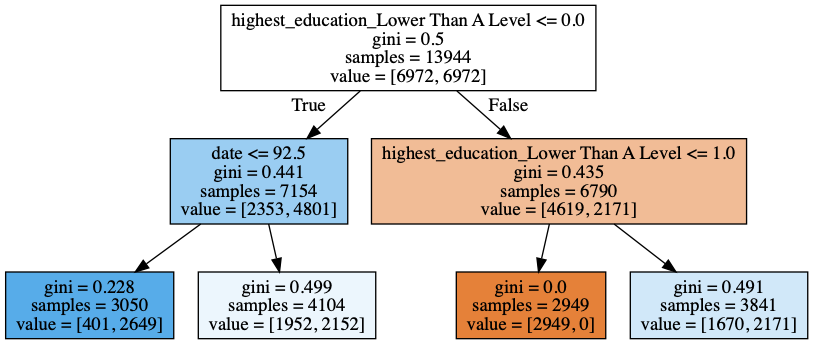 highest_education_Lower Than A Level <= 0.0
gini = 0.5
samples = 13944
value = [6972, 6972]
True
False
date <= 92.5
gini = 0.441
samples = 7154
value = [2353, 4801]
highest_education_Lower Than A Level <= 1.0
gini = 0.435
samples = 6790
value = [4619, 2171]
gini = 0.228
samples = 3050
value = [401, 2649]
gini = 0.499
samples = 4104
value = [1952, 2152]
gini = 0.0
samples = 2949
value = [2949, 0]
gini = 0.491
samples = 3841
value = [1670, 2171]